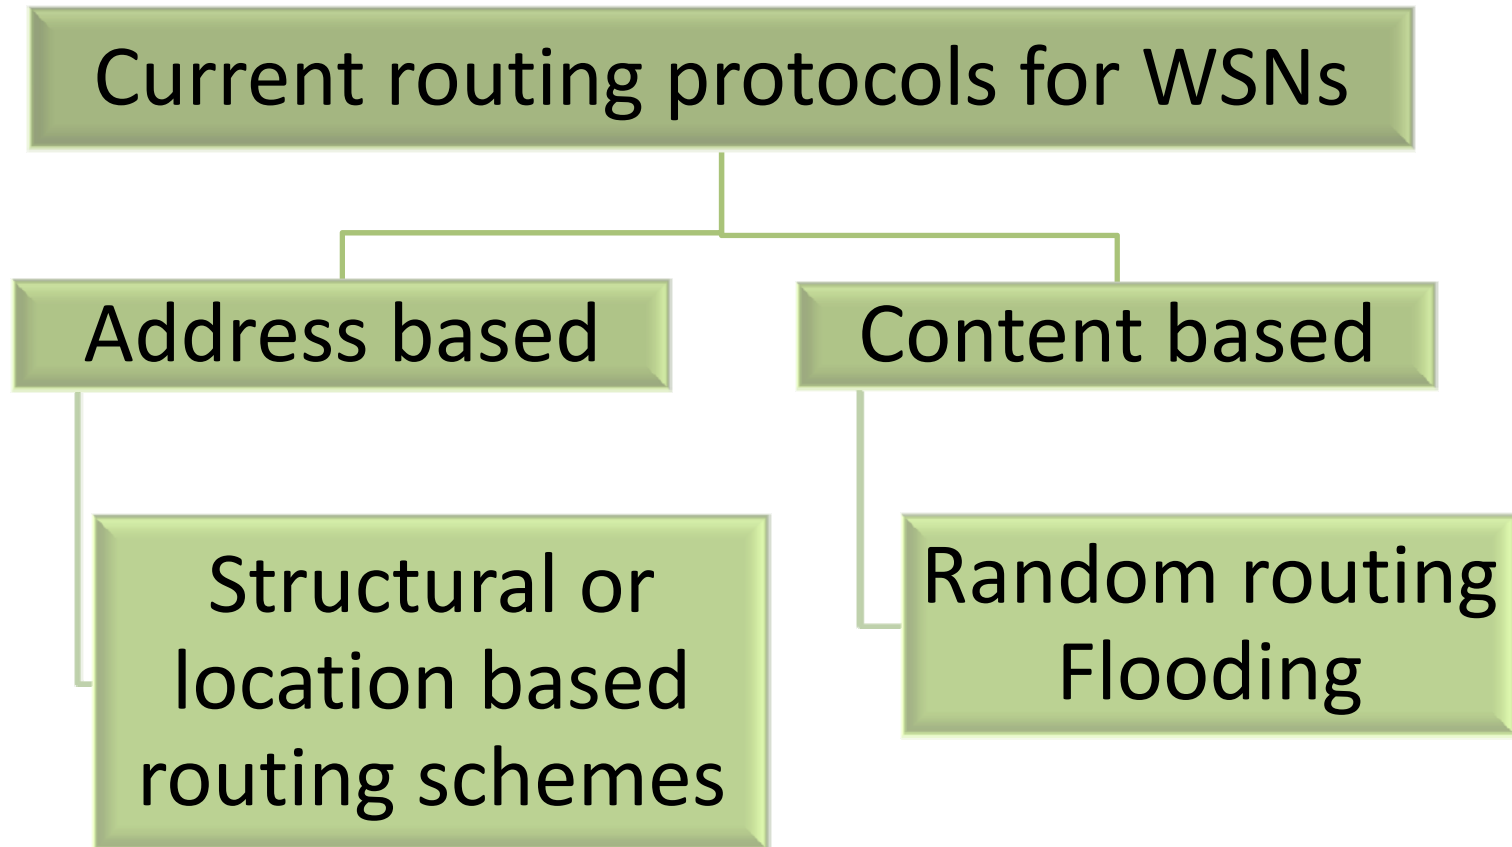 Current routing protocols for WSNs
Address based
Content based
Structural or
location based
routing schemes
Random routing
Flooding